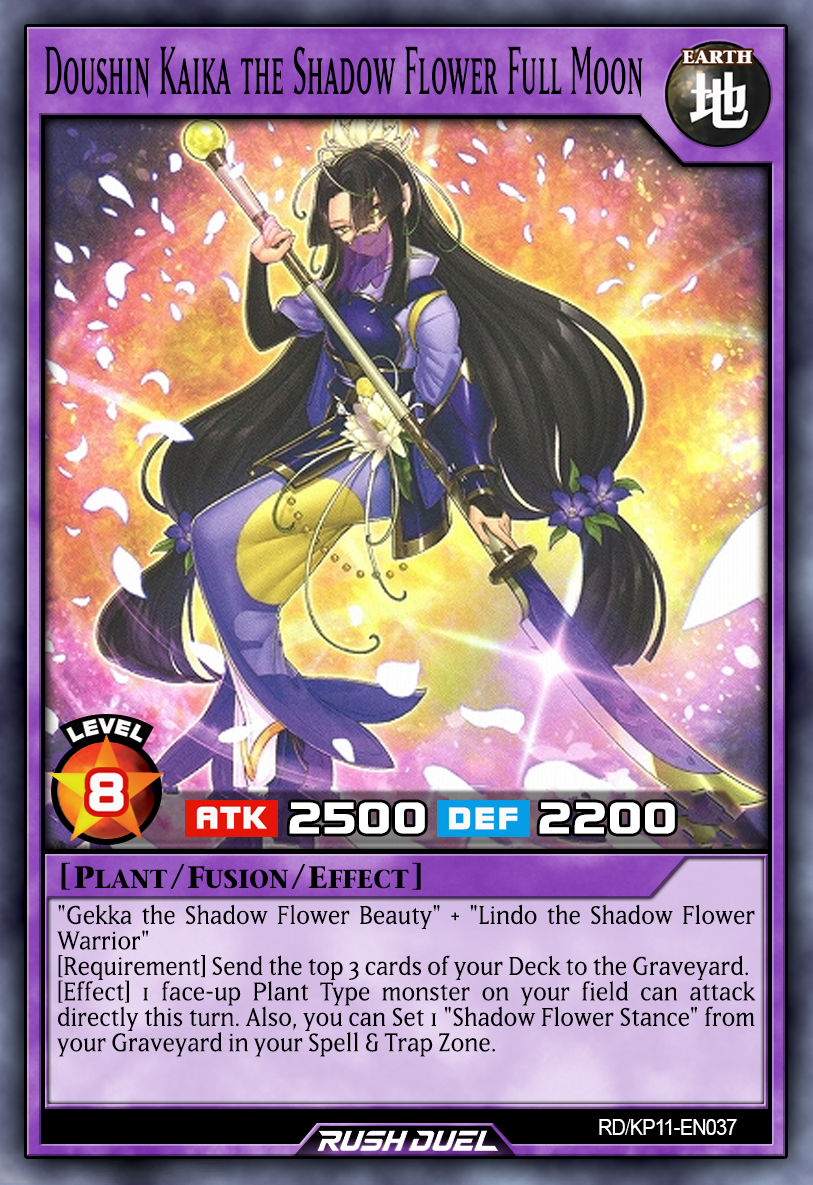 Doushin Kaika the Shadow Flower Full Moon
EARTH
地
LEVEL
8
ATK 2500 DEF 2200
[Plant/Fusion/Effect]
"Gekka the Shadow Flower Beauty" + "Lindo the Shadow Flower
Warrior"
[Requirement] Send the top 3 cards of your Deck to the Graveyard.
[Effect] 1 face-up Plant Type monster on your field can attack
directly this turn. Also, you can Set 1 "Shadow Flower Stance" from
your Graveyard in your Spell & Trap Zone.
RD/KP11-EN037
RUSH DUEL